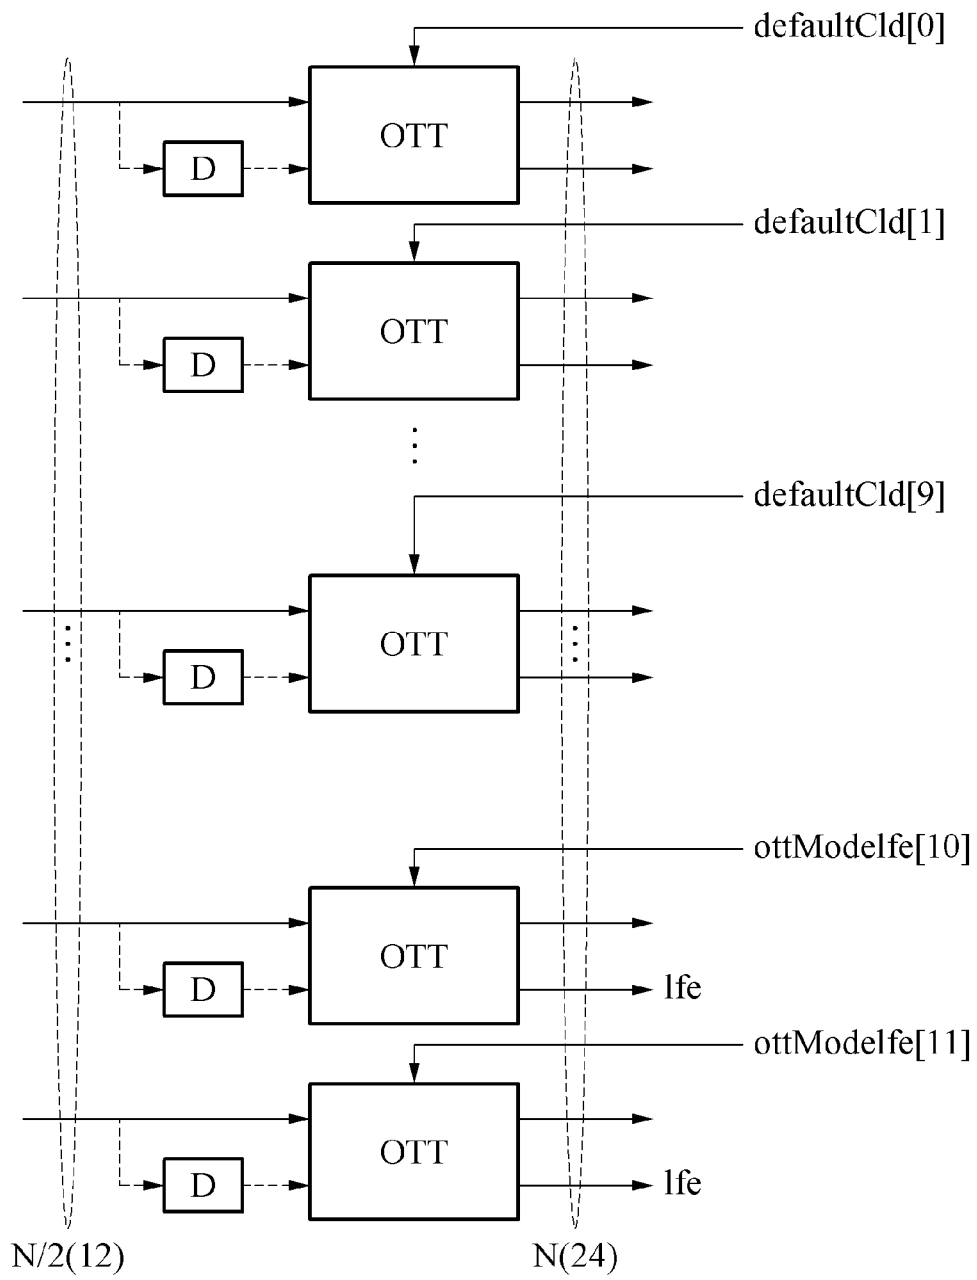 defaultCld[0]
OTT
D
defaultCld[1]
OTT
D
defaultCld[9]
OTT
D
ottModelfe[10]
OTT
D
lfe
ottModelfe[11]
OTT
D
lfe
N/2(12)
N(24)